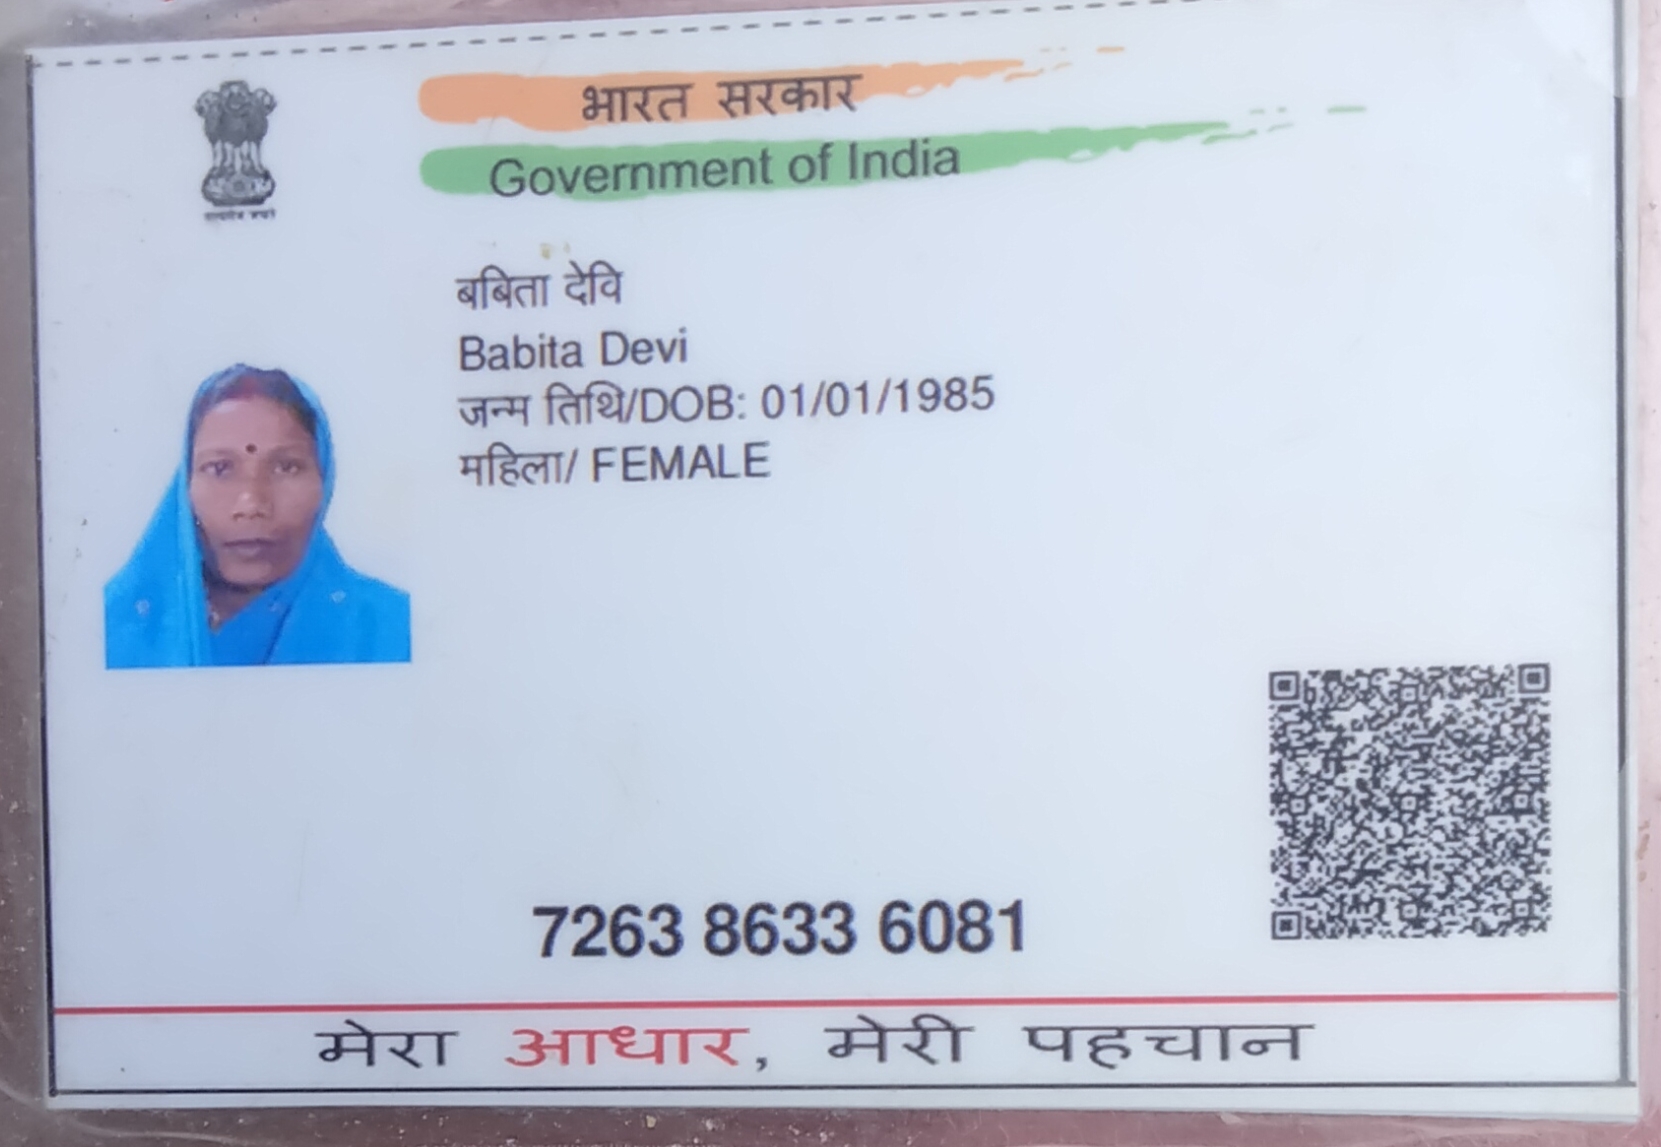 भारत सरकार
Government of India
बबिता देवि
Babita Devi
जन्म तिथि/DOB: 01/01/1985
महिला/ FEMALE
7263 8633 6081
मेरा आधार, मेरी पहचान